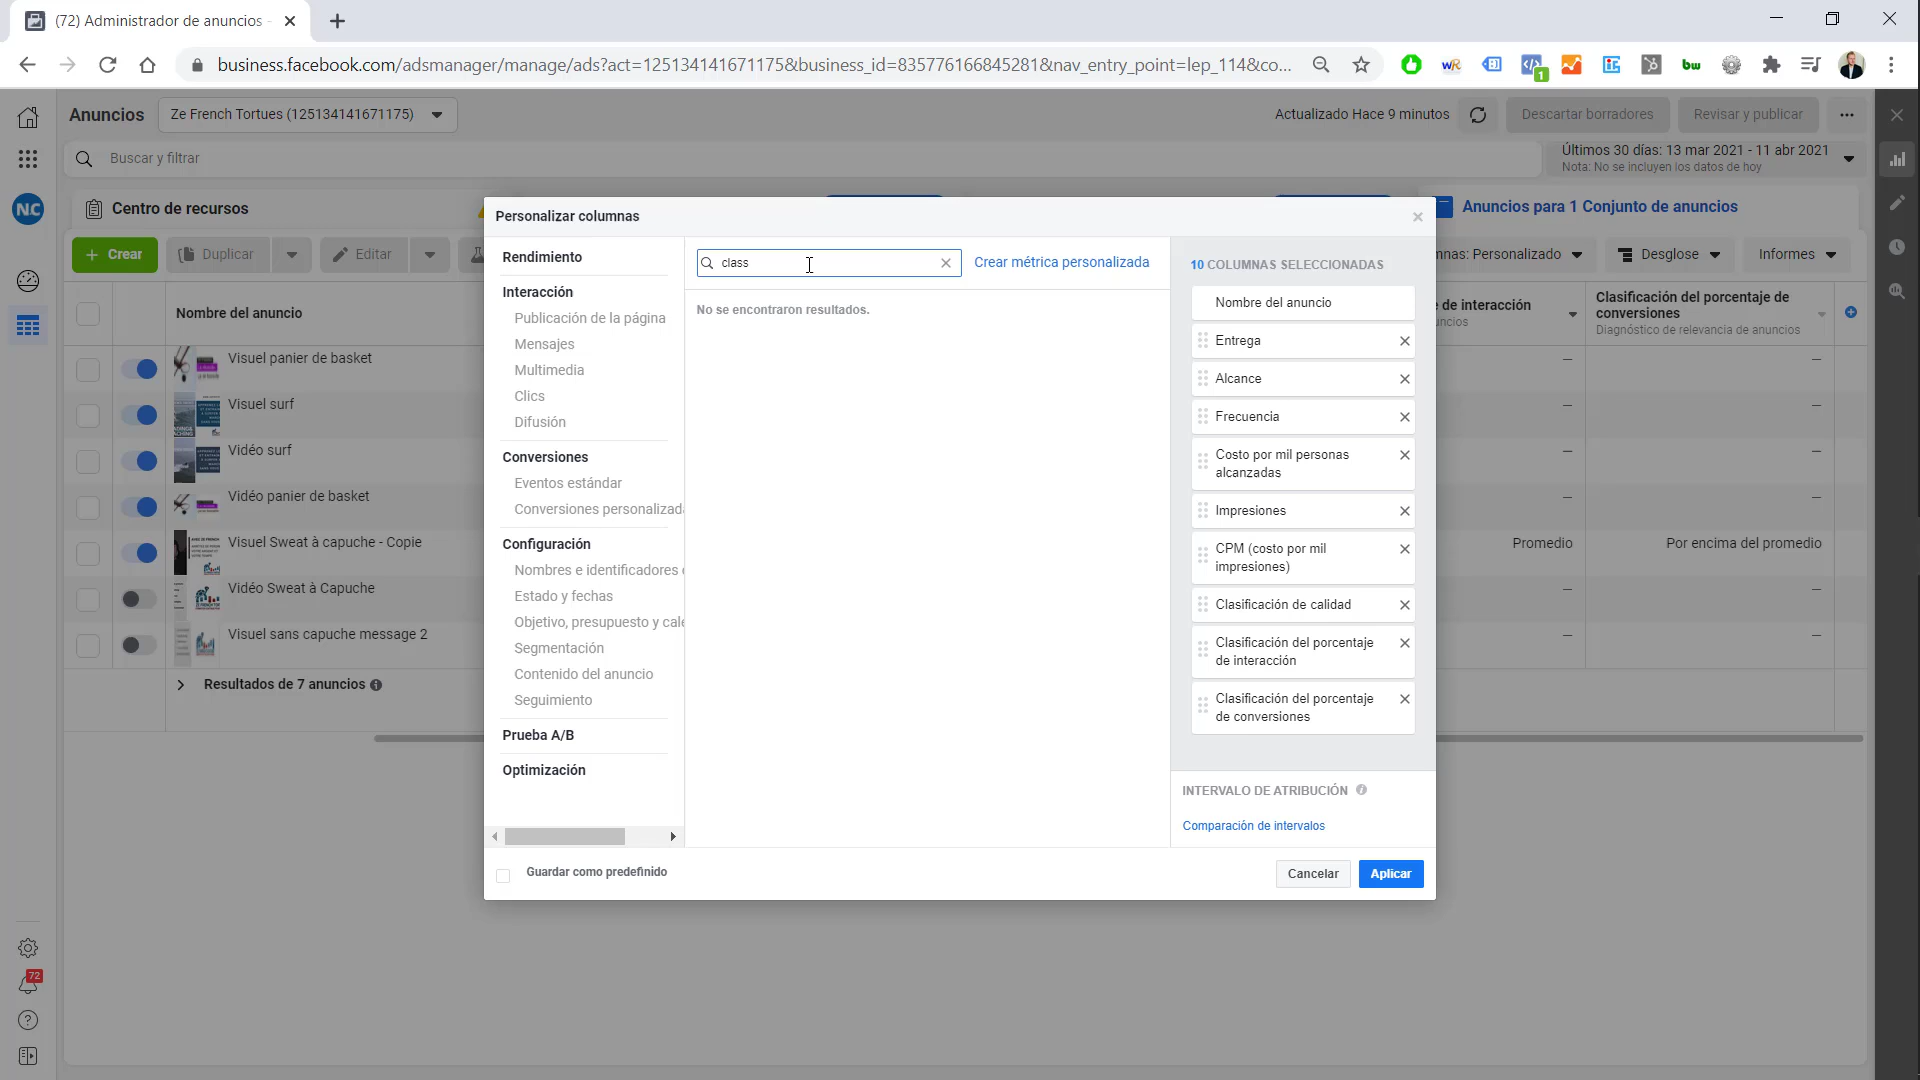 (72) Administrador de anuncios -
business.facebook.com/adsmanager/manage/ads?act=125134141671175&business_id=835776166845281&nav_entry_point=lep_114&co...
Anuncios
Ze French Tortues (125134141671175)
Actualizado Hace 9 minutos
Descartar borradores
Revisar y publicar
Buscar y filtrar
Últimos 30 días: 13 mar 2021 - 11 abr 2021
Nota: No se incluyen los datos de hoy
NC
Centro de recursos
Anuncios para 1 Conjunto de anuncios
+ Crear
Duplicar
Editar
nnas: Personalizado
Desglose
Informes
Nombre del anuncio
e de interacción
nuncios
Clasificación del porcentaje de
conversiones
Diagnóstico de relevancia de anuncios
Visuel panier de basket
Visuel surf
Vidéo surf
Vidéo panier de basket
Visuel Sweat à capuche - Copie
Promedio
Por encima del promedio
Vidéo Sweat à Capuche
Visuel sans capuche message 2
Resultados de 7 anuncios
72
Personalizar columnas
Rendimiento
Interacción
Publicación de la página
Mensajes
Multimedia
Clics
Difusión
Conversiones
Eventos estándar
Conversiones personalizada
Configuración
Nombres e identificadores
Estado y fechas
Objetivo, presupuesto y cale
Segmentación
Contenido del anuncio
Seguimiento
Prueba A/B
Optimización
class
Crear métrica personalizada
No se encontraron resultados.
10 COLUMNAS SELECCIONADAS
Nombre del anuncio
Entrega
Alcance
Frecuencia
Costo por mil personas
alcanzadas
Impresiones
CPM (costo por mil
impresiones)
Clasificación de calidad
Clasificación del porcentaje
de interacción
Clasificación del porcentaje
de conversiones
INTERVALO DE ATRIBUCIÓN
Comparación de intervalos
Guardar como predefinido
Cancelar
Aplicar